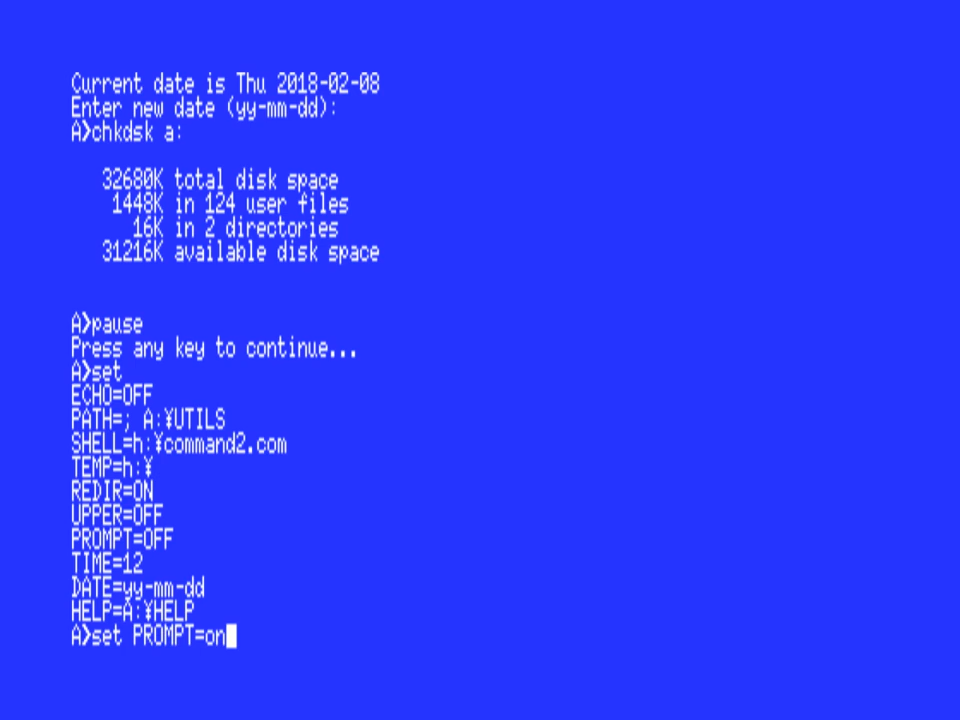 Current date is Thu 2018-02-08
Enter new date (yy-mm-dd):
A>chkdsk a:
32680K total disk space
1448K in 124 user files
16K in 2 directories
31216K available disk space
A>pause
Press any key to continue...
A>set
ECHO=OFF
PATH=; A:¥UTILS
SHELL=h:¥command2.com
TEMP=h:¥
REDIR=ON
UPPER=OFF
PROMPT=OFF
TIME=12
DATE=yy-mm-dd
HELP=A:¥HELP
A>set PROMPT=on